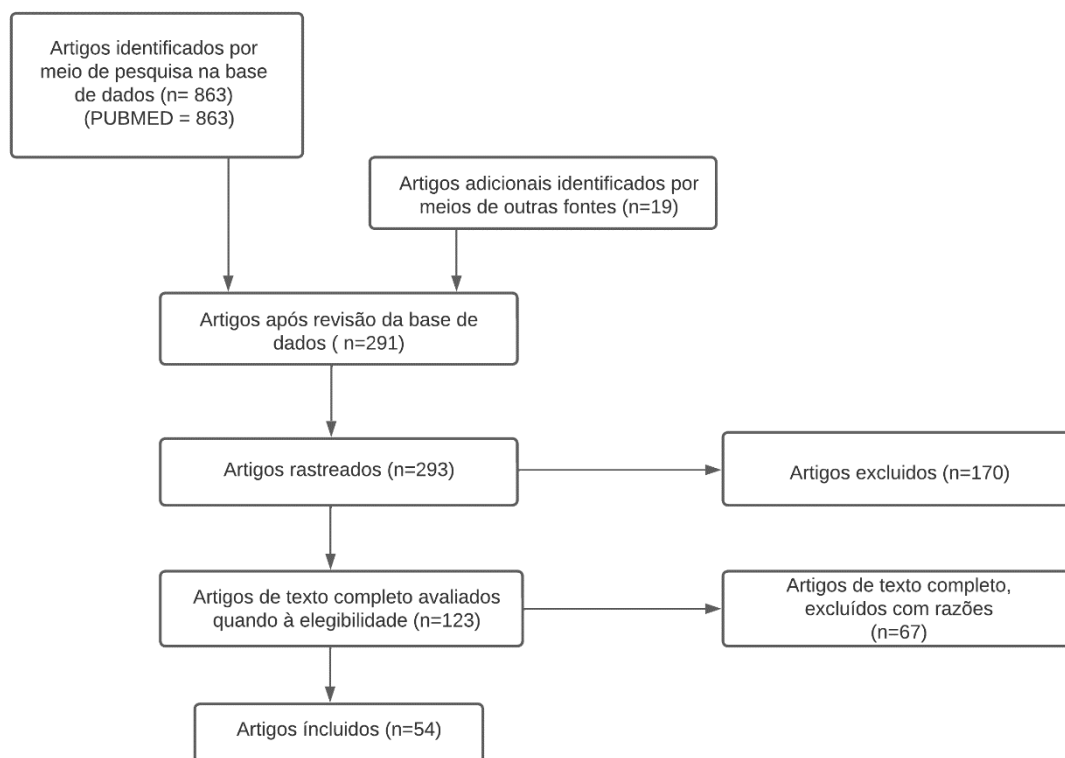 Artigos identificados por
meio de pesquisa na base
de dados (n= 863)
(PUBMED = 863)
Artigos adicionais identificados por
meios de outras fontes (n=19)
Artigos após revisão da base de
dados ( n=291)
Artigos rastreados (n=293)
Artigos excluidos (n=170)
Artigos de texto completo avaliados
quando à elegibilidade (n=123)
Artigos de texto completo,
excluídos com razões
(n=67)
Artigos íncluidos (n=54)